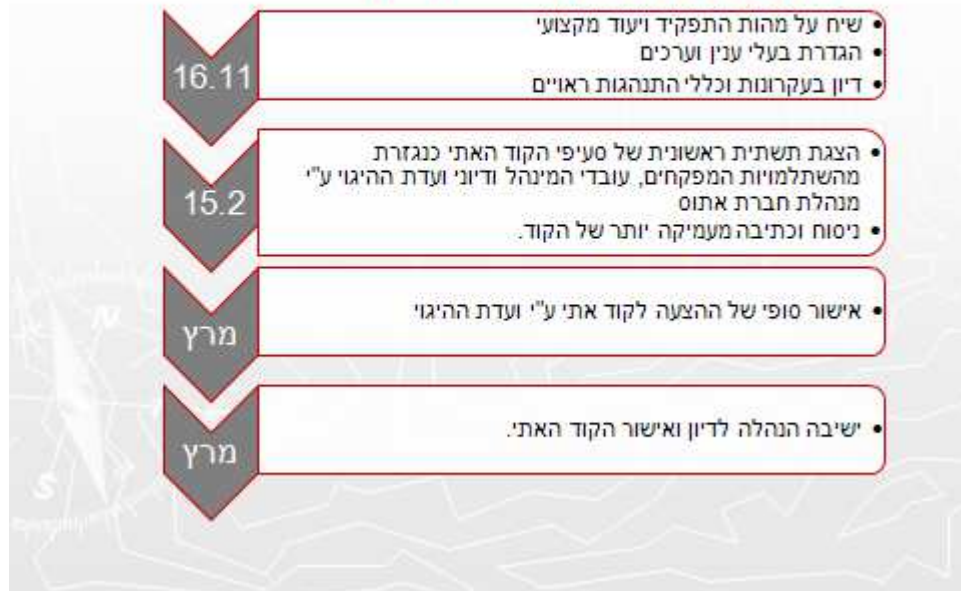 16.11
• שיח על מהות התפקיד ויעוד מקצועי
• הגדרת בעלי ענין וערכים
• דיון בעקרונות וכללי התנהגות ראויים
15.2
• הצגת תשתית ראשונית של סעיפי הקוד האתי כנגזרת
מהשתלמויות המפקחים, עובדי המינהל ודיוני ועדת ההיגוי ע"י
מנהלת חברת אתוס
• ניסוח וכתיבה מעמיקה יותר של הקוד.
מרץ
• אישור סופי של ההצעה לקוד אתי ע"י ועדת ההיגוי
מרץ
• ישיבה הנהלה לדיון ואישור הקוד האתי.
N
S